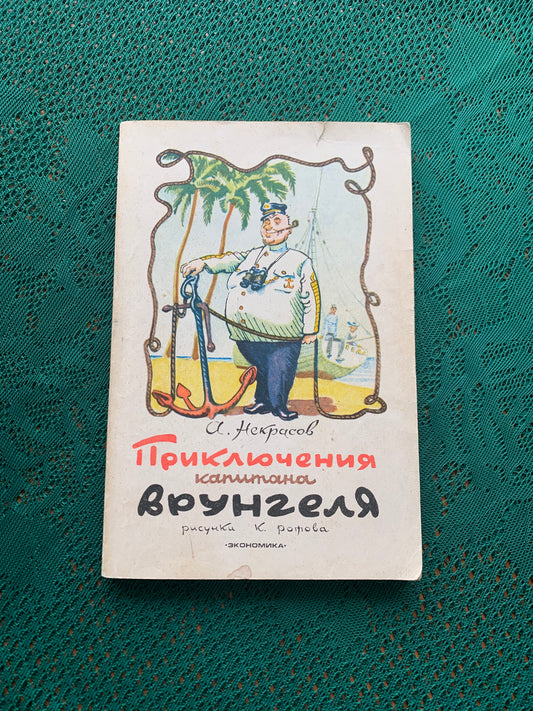 А. Некрасов
Приключения
капитана
Врунгеля
рисунки К. Ротова
•ЭКОНОМИКА•